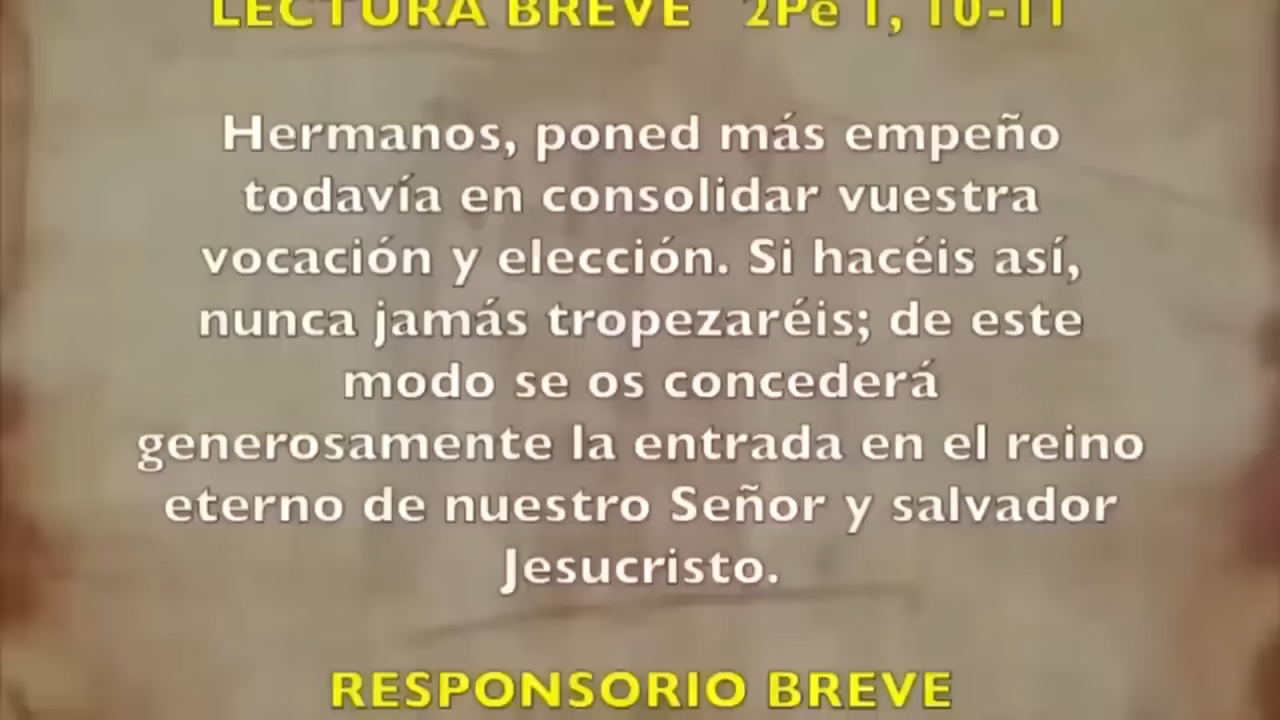 LECTURA BREVE 2Pe 1, 10-11
Hermanos, poned más empeño
todavía en consolidar vuestra
vocación y elección. Si hacéis así,
nunca jamás tropezaréis; de este
modo se os concederá
generosamente la entrada en el reino
eterno de nuestro Señor y salvador
Jesucristo.
RESPONSORIO BREVE